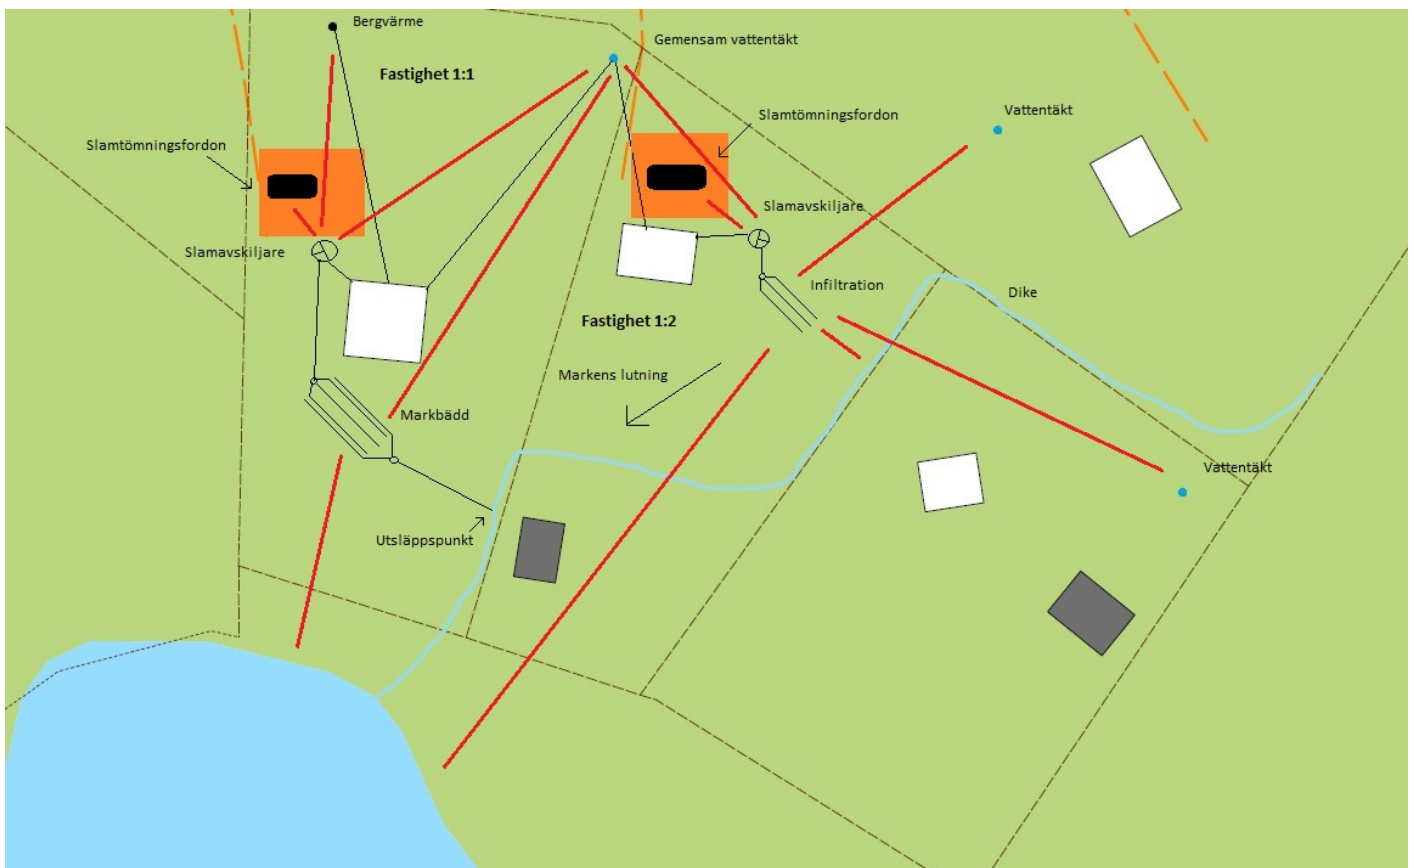 Bergvärme
Gemensam vattentäkt
Fastighet 1:1
Vattentäkt
Slamtömningsfordon
Slamtömningsfordon
Slamavskiljare
Slamavskiljare
Infiltration
Dike
Fastighet 1:2
Markens lutning
Markbädd
Vattentäkt
Utsläppspunkt